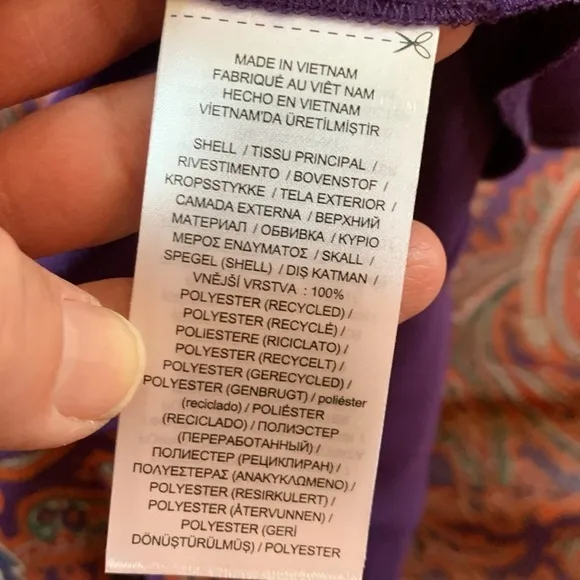 MADE IN VIETNAM
FABRIQUÉ AU VIÊT NAM
HECHO EN VIETNAM
VİETNAM'DA ÜRETİLMİŞTİR
SHELL / TISSU PRINCIPAL /
RIVESTIMENTO / BOVENSTOF /
KROPSSTYKKE / TELA EXTERIOR /
CAMADA EXTERNA / ВЕРХНИЙ
МАТЕРИАЛ / ОБВИВКА / ΚΥΡΙΟ
ΜΕΡΟΣ ΕΝΔΥΜΑΤΟΣ / SKALL /
SPEGEL (SHELL) / DIŞ KATMAN /
VNĚJŠÍ VRSTVA : 100%
POLYESTER (RECYCLED) /
POLYESTER (RECYCLÉ) /
POLIESTERE (RICICLATO) /
POLYESTER (RECYCELT) /
POLYESTER (GERECYCLED) /
POLYESTER (GENBRUGT) / poliéster
(reciclado) / POLIÉSTER
(RECICLADO) / ПОЛИЭСТЕР
(ПЕРЕРАБОТАННЫЙ) /
ПОЛИЕСТЕР (РЕЦИКЛИРАН) /
ΠΟΛΥΕΣΤΕΡΑΣ (ΑΝΑΚΥΚΛΩΜΕΝΟ) /
POLYESTER (RESIRKULERT) /
POLYESTER (ÅTERVUNNEN) /
POLYESTER (GERİ
DÖNÜŞTÜRÜLMÜŞ) / POLYESTER